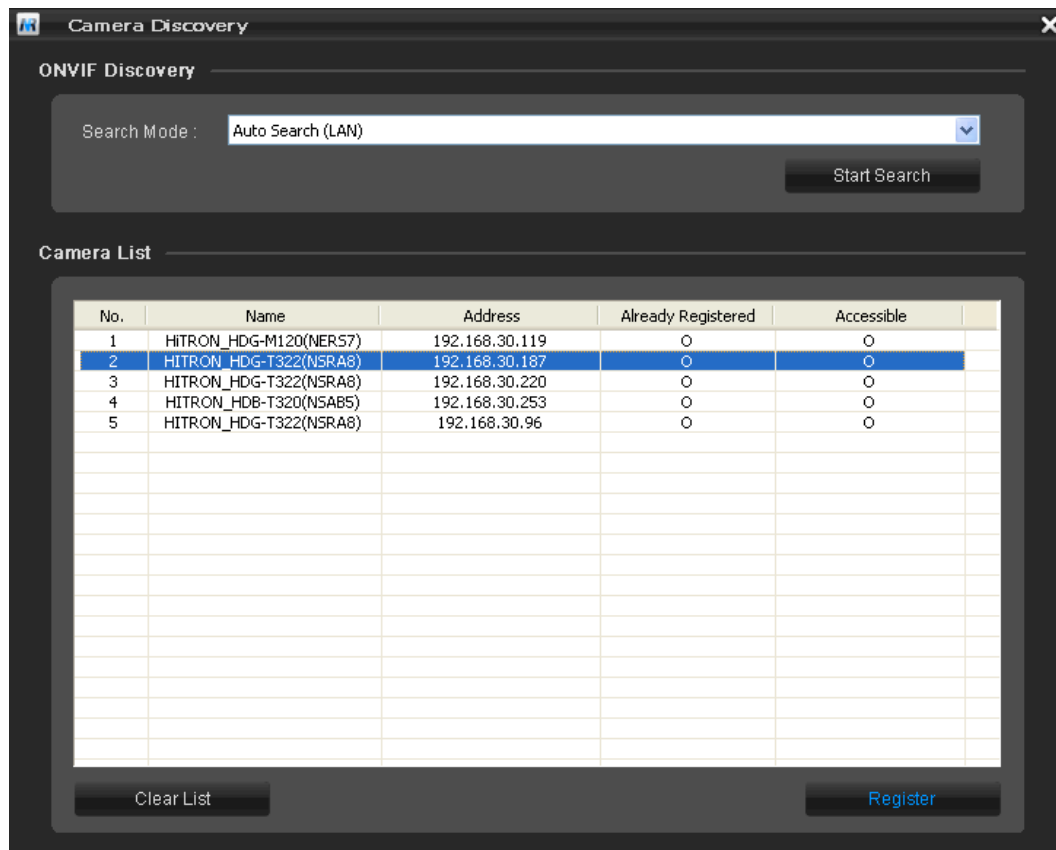 Camera Discovery
ONVIF Discovery
Search Mode :
Auto Search (LAN)
Start Search
Camera List
No. Name Address Already Registered Accessible
1 HiTRON_HDG-M120(NERS7) 192.168.30.119 O O
2 HITRON_HDG-T322(NSRA8) 192.168.30.187 O O
3 HITRON_HDG-T322(NSRA8) 192.168.30.220 O O
4 HITRON_HDB-T320(NSAB5) 192.168.30.253 O O
5 HITRON_HDG-T322(NSRA8) 192.168.30.96 O O
Clear List
Register